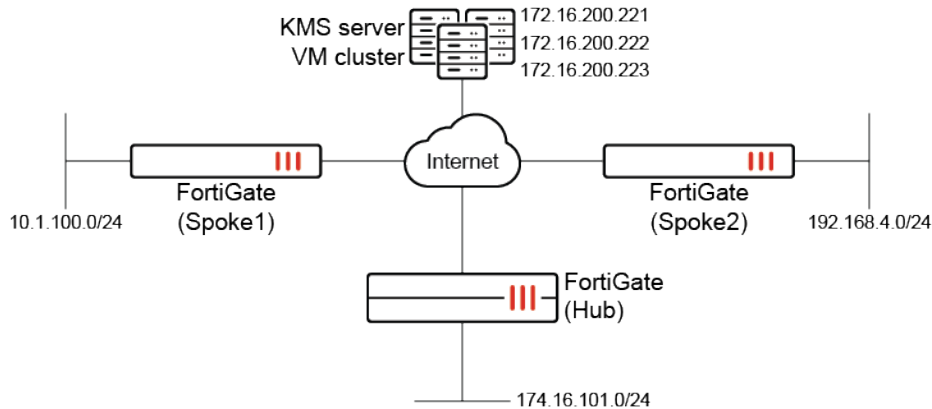 KMS server
VM cluster
172.16.200.221
172.16.200.222
172.16.200.223
Internet
FortiGate
(Spoke1)
FortiGate
(Spoke2)
10.1.100.0/24
192.168.4.0/24
FortiGate
(Hub)
174.16.101.0/24